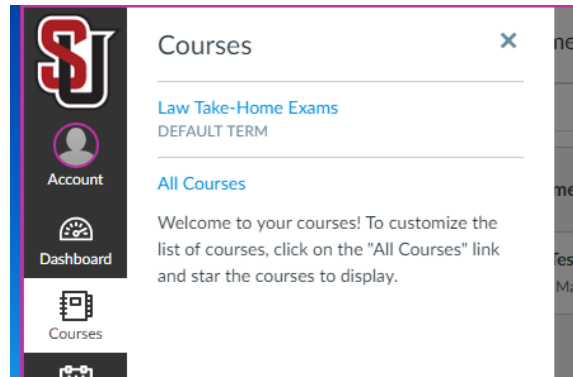 SU
Courses
Law Take-Home Exams
DEFAULT TERM
All Courses
Welcome to your courses! To customize the
list of courses, click on the "All Courses" link
and star the courses to display.
Account
Dashboard
Courses